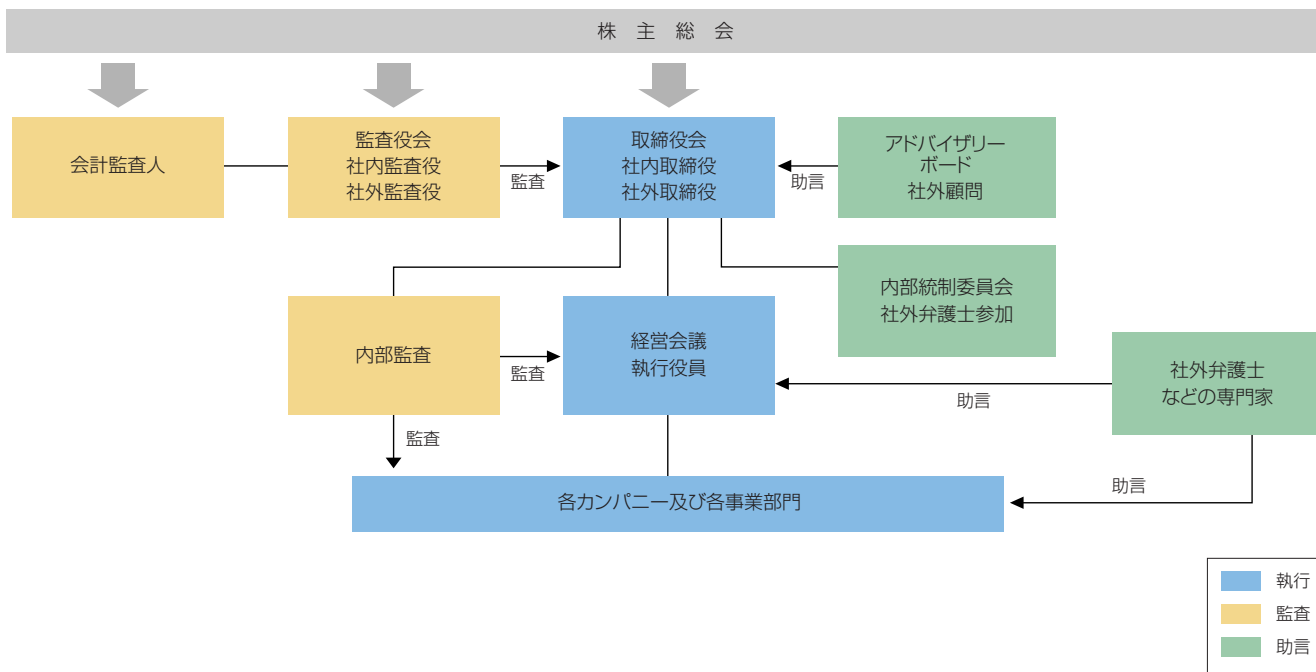 株 主 総 会
会計監査人
監査役会
社内監査役
社外監査役
監査
取締役会
社内取締役
社外取締役
助言
アドバイザリー
ボード
社外顧問
内部統制委員会
社外弁護士参加
内部監査
監査
経営会議
執行役員
助言
社外弁護士
などの専門家
監査
各カンパニー及び各事業部門
助言
執行
監査
助言